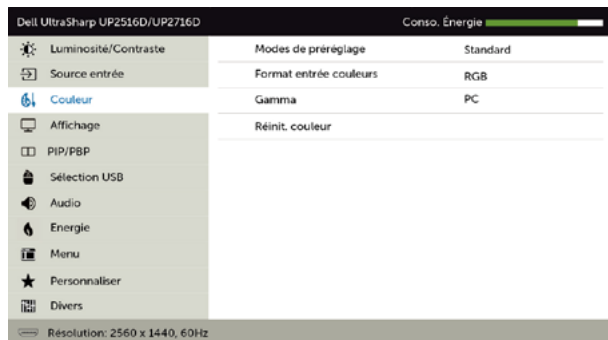 Dell UltraSharp UP2516D/UP2716D Conso. Énergie
Luminosité/Contraste Modes de préréglage Standard
Source entrée Format entrée couleurs RGB
Couleur Gamma PC
Affichage Réinit. couleur
PIP/PBP
Sélection USB
Audio
Energie
Menu
Personnaliser
Divers
Résolution: 2560 x 1440, 60Hz